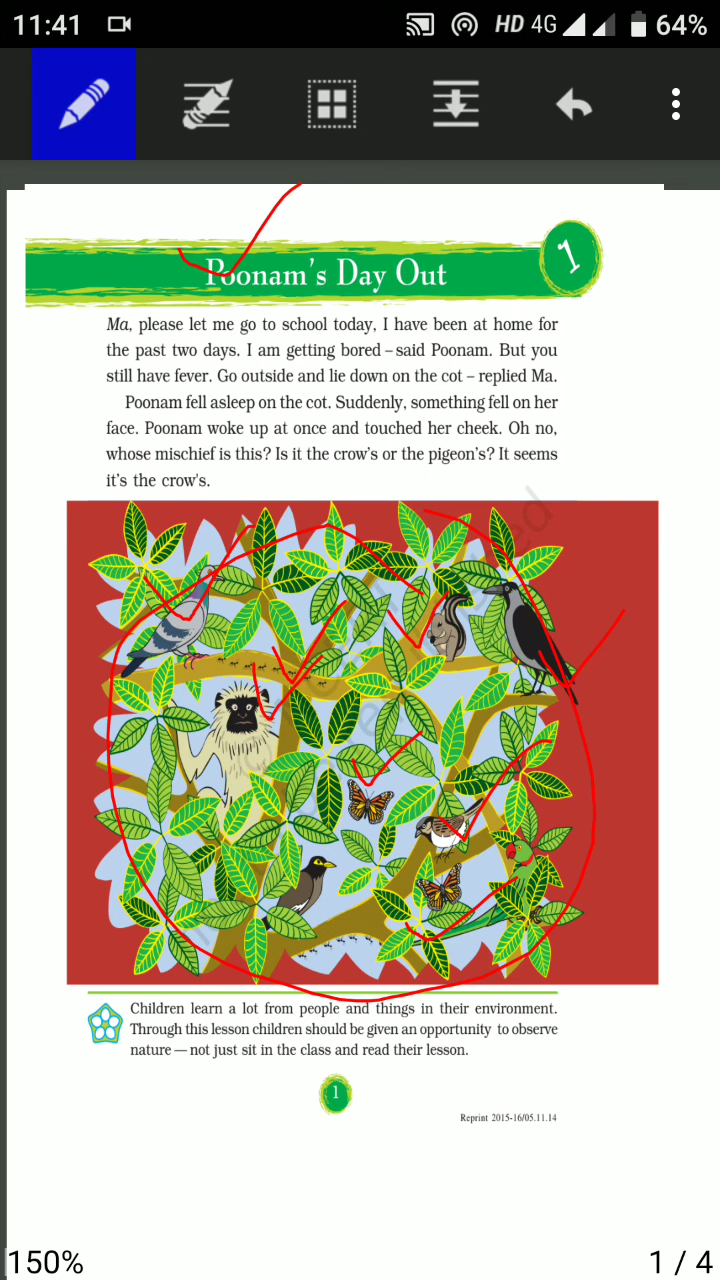 11:41 HD 4G 64%
Poonam's Day Out
1
Ma, please let me go to school today, I have been at home for
the past two days. I am getting bored – said Poonam. But you
still have fever. Go outside and lie down on the cot – replied Ma.
Poonam fell asleep on the cot. Suddenly, something fell on her
face. Poonam woke up at once and touched her cheek. Oh no,
whose mischief is this? Is it the crow's or the pigeon's? It seems
it's the crow's.
Children learn a lot from people and things in their environment.
Through this lesson children should be given an opportunity to observe
nature — not just sit in the class and read their lesson.
1
Reprint 2015-16/05.11.14
150% 1 / 4